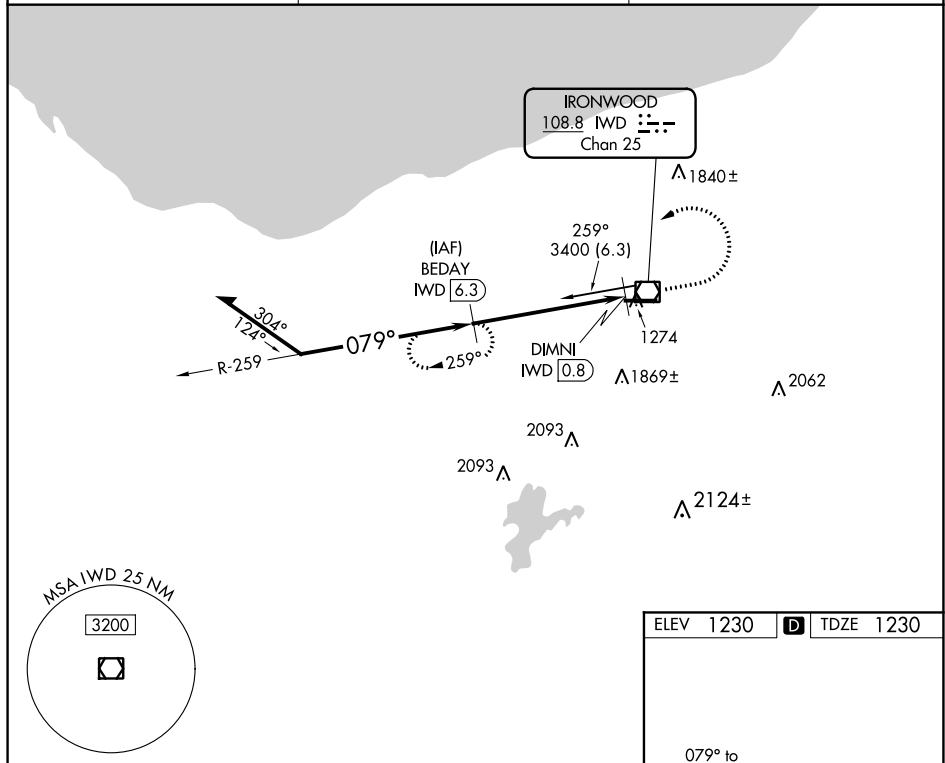 IRONWOOD
108.8 IWD
Chan 25
1840±
259°
3400 (6.3)
(IAF)
BEDAY
IWD 6.3
304°
124°
079°
R-259
259°
DIMNI
IWD 0.8
1274
1869±
2062
2093
2093
2124±
MSA IWD 25 NM
3200
ELEV 1230 D TDZE 1230
079° to